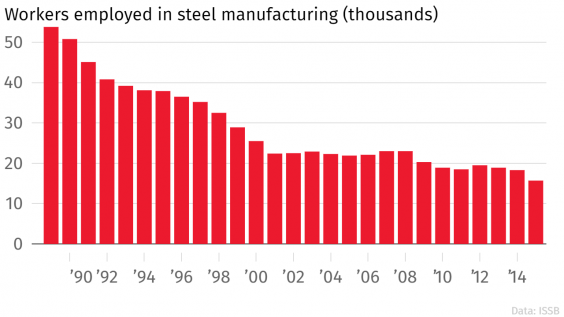 Workers employed in steel manufacturing (thousands)
50
40
30
20
10
0
’90 ’92 ’94 ’96 ’98 ’00 ’02 ’04 ’06 ’08 ’10 ’12 ’14
Data: ISSB